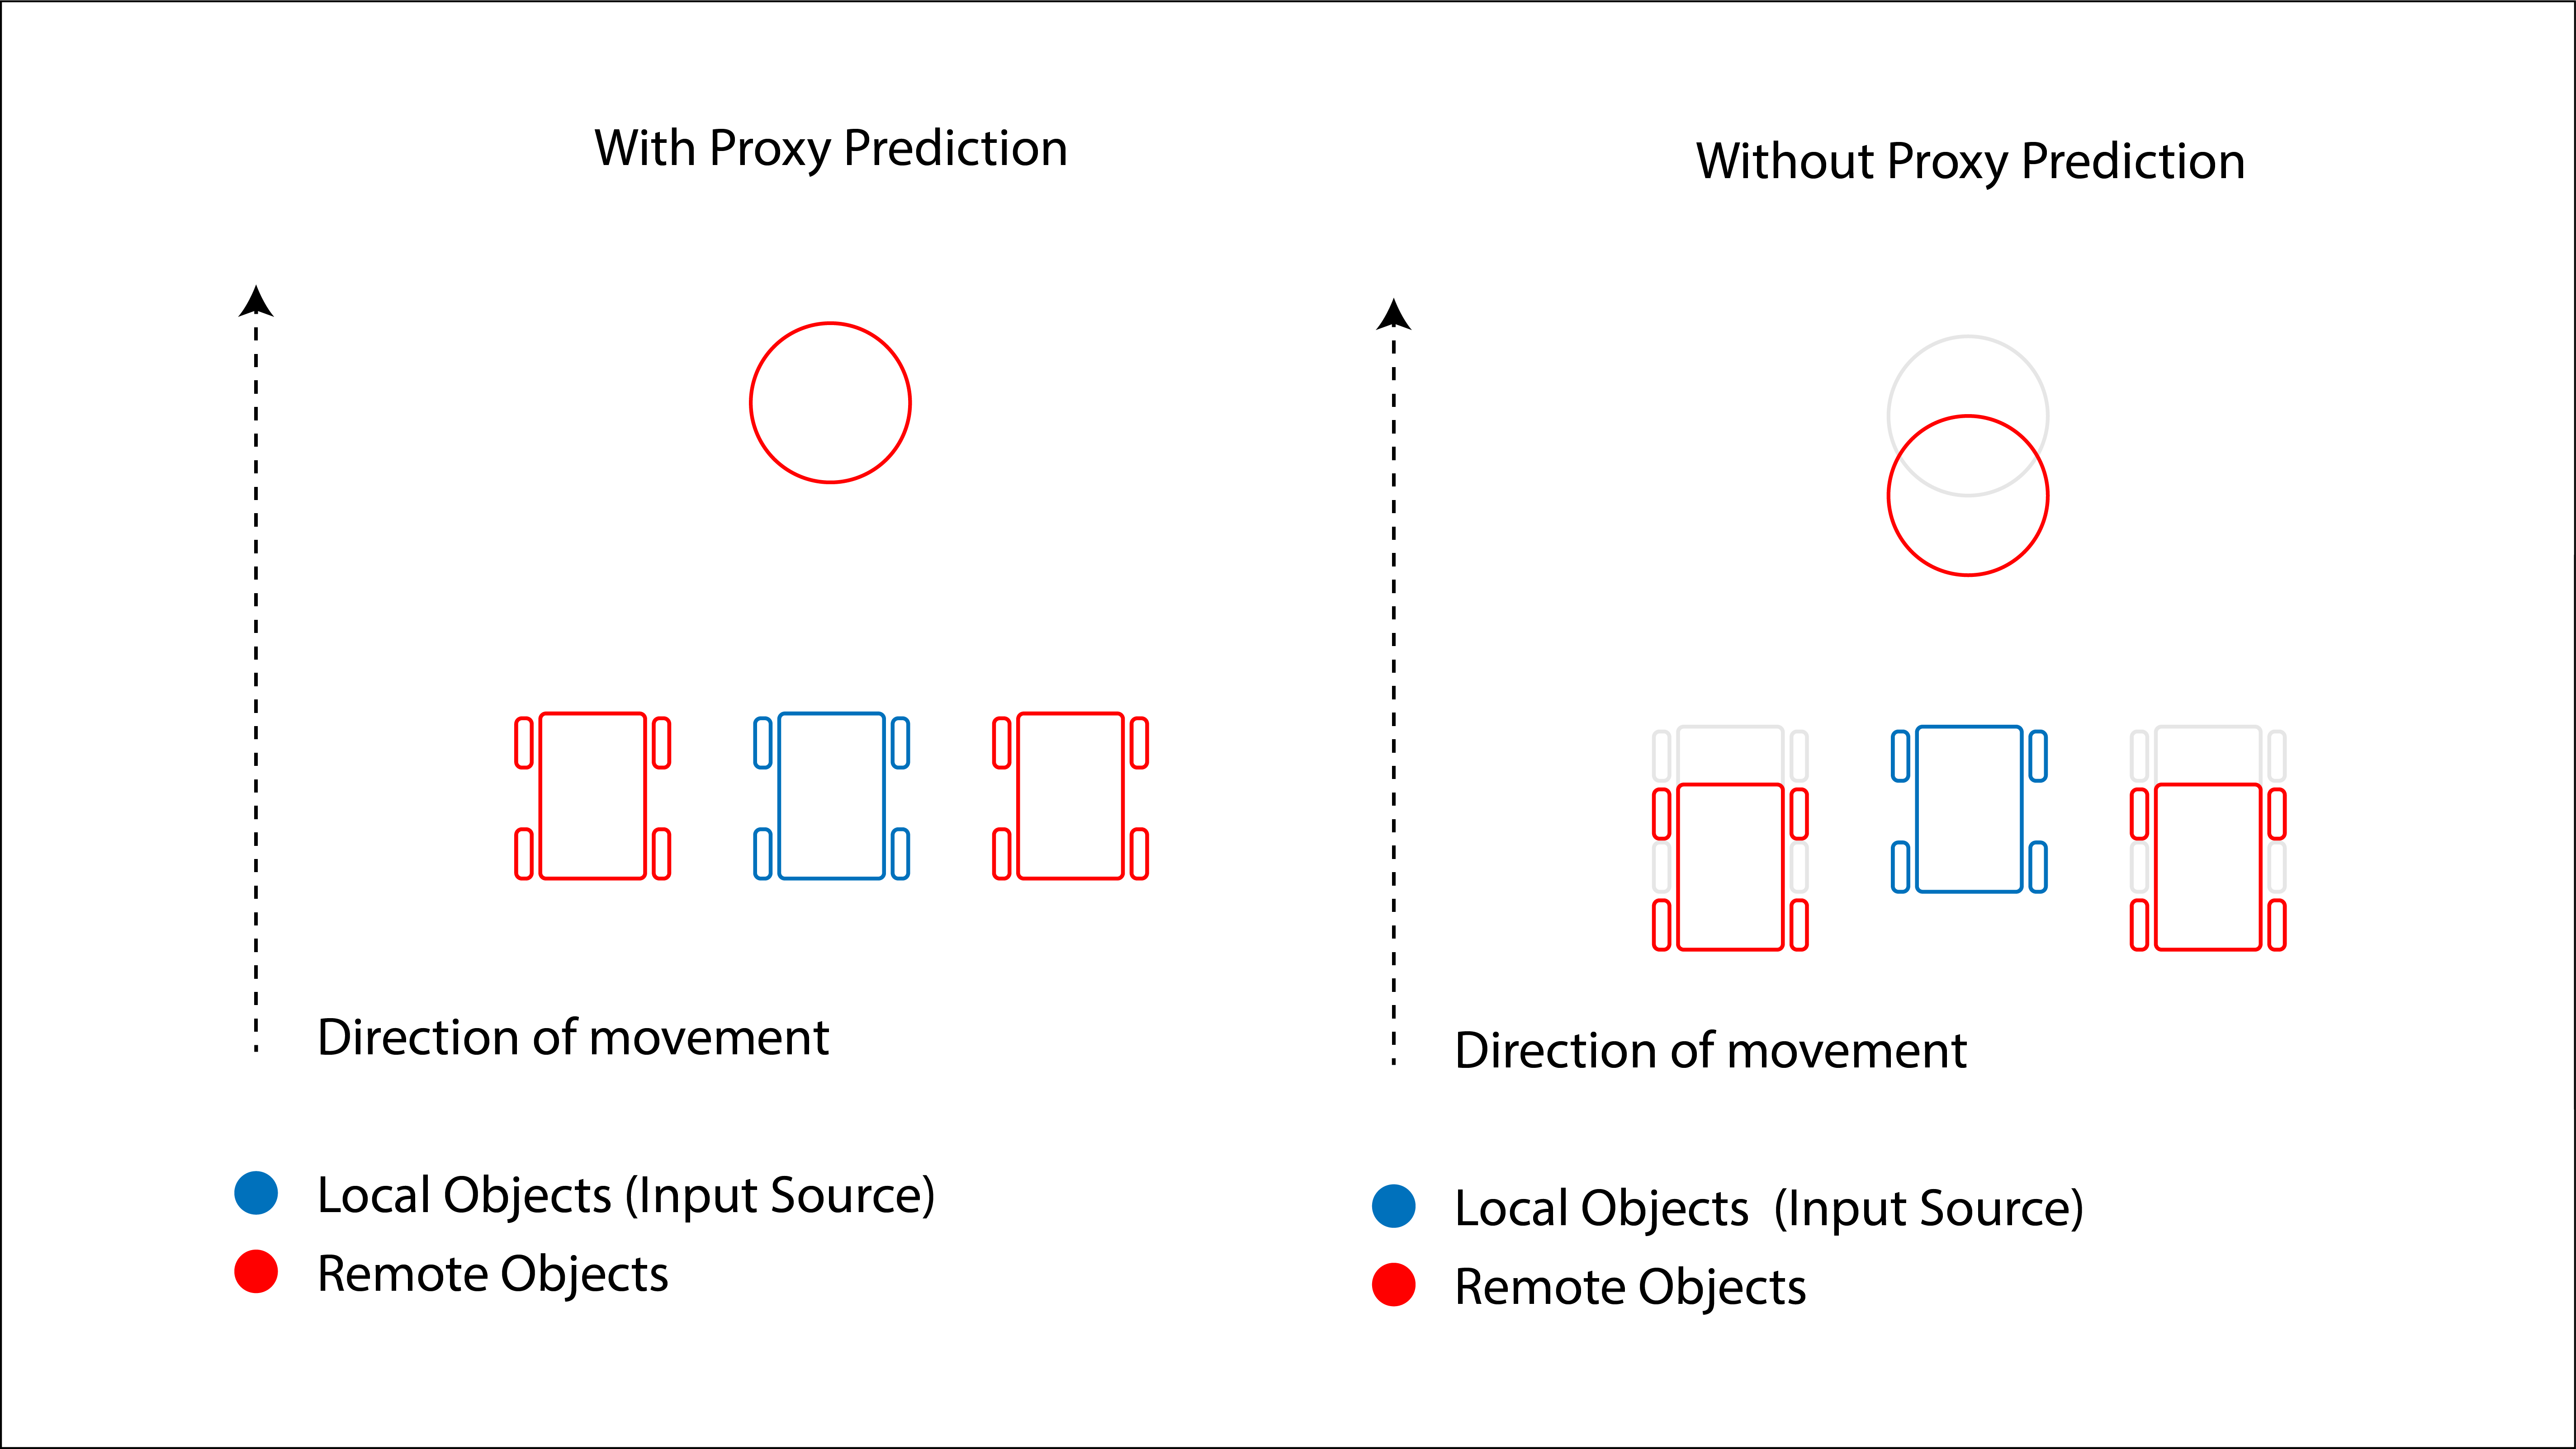 With Proxy Prediction
Direction of movement
Local Objects (Input Source)
Remote Objects
Without Proxy Prediction
Direction of movement
Local Objects  (Input Source)
Remote Objects